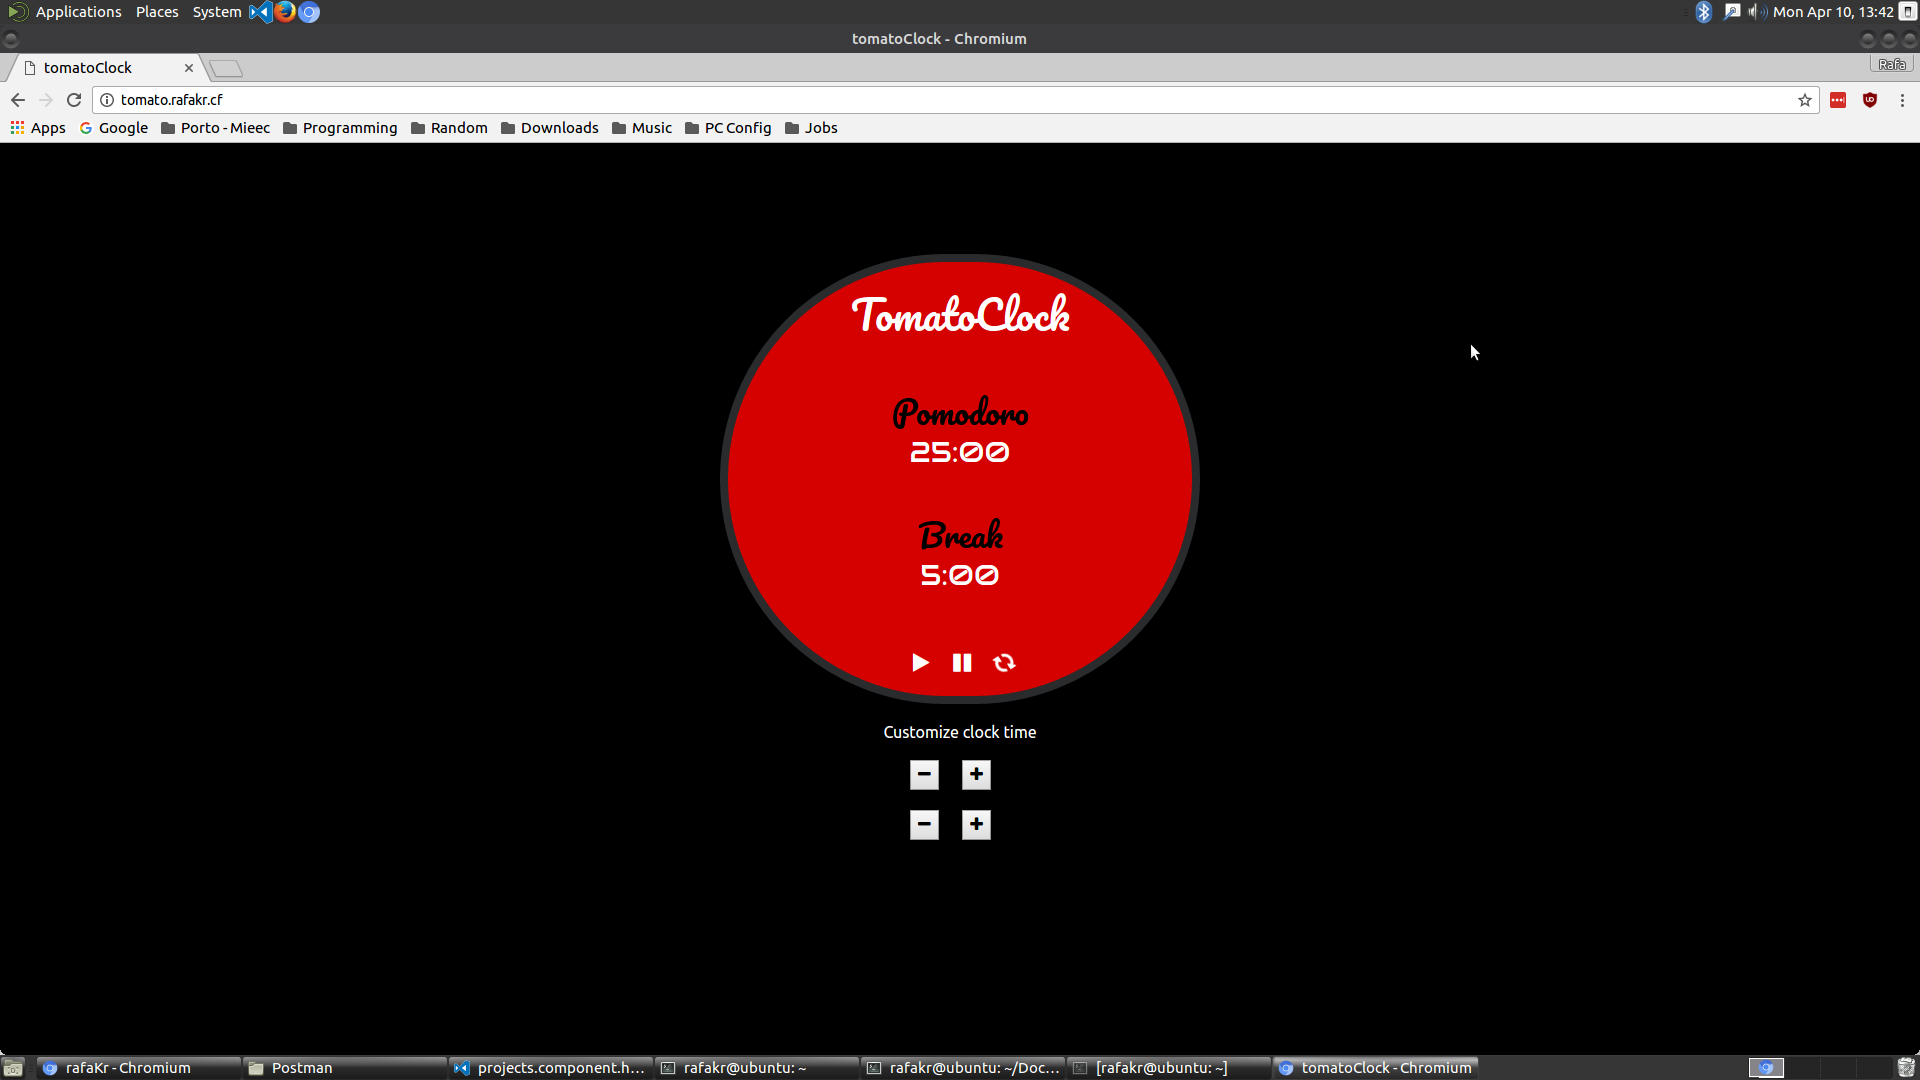 Applications Places System Mon Apr 10, 13:42
tomatoClock - Chromium
tomatoClock Rafa
tomato.rafakr.cf
Apps Google Porto - Mieec Programming Random Downloads Music PC Config Jobs
TomatoClock
Pomodoro
25:00
Break
5:00
Customize clock time
− +
− +
rafaKr - Chromium Postman projects.component.h... rafakr@ubuntu: ~ rafakr@ubuntu: ~/Doc... [rafakr@ubuntu: ~] tomatoClock - Chromium